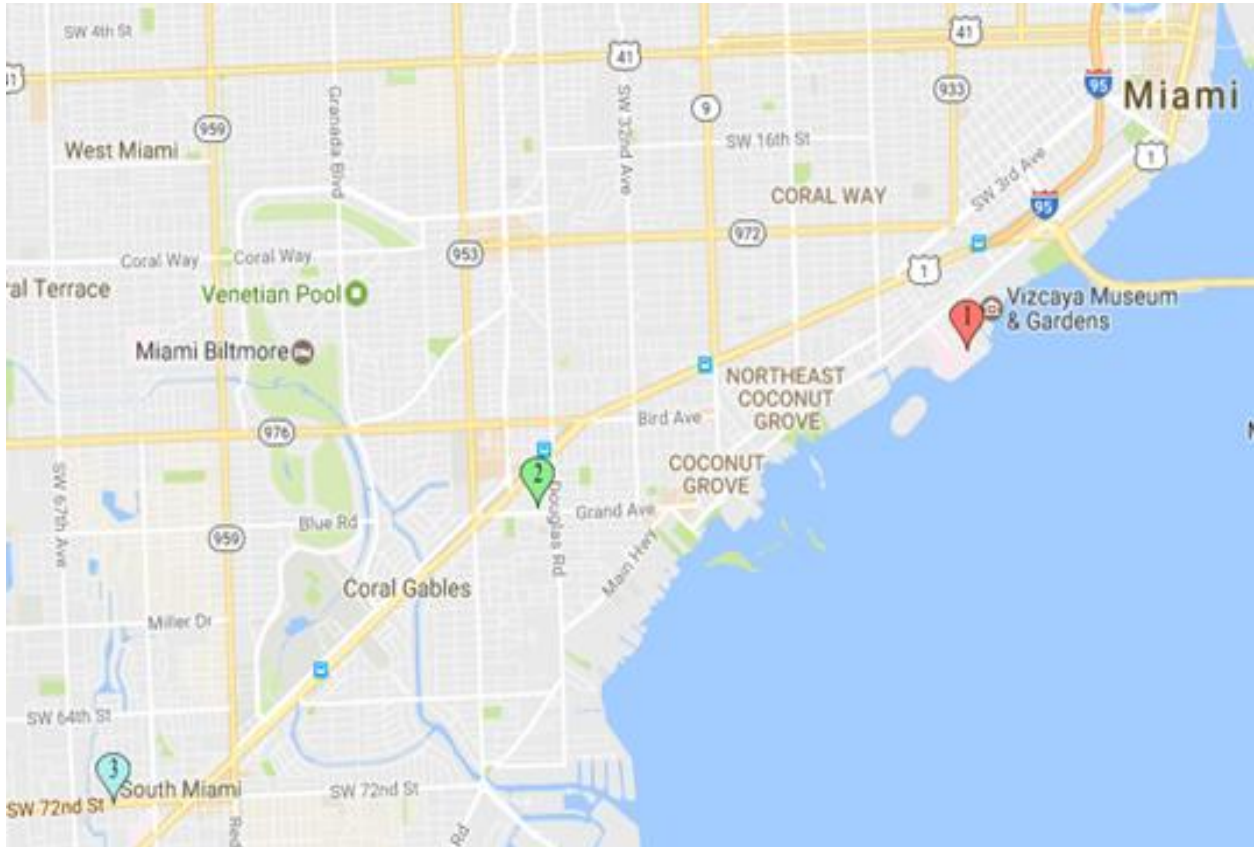 SW 4th St
41
41
41
SW 32nd Ave
Granada Blvd
959
9
933
95
Miami
West Miami
SW 16th St
1
CORAL WAY
SW 3rd Ave
95
972
953
Coral Way
Coral Way
1
ral Terrace
Venetian Pool
1
Vizcaya Museum
& Gardens
Miami Biltmore
NORTHEAST
COCONUT
GROVE
Bird Ave
976
N
COCONUT
GROVE
2
SW 67th Ave
Douglas Rd
Grand Ave
Blue Rd
959
Main Hwy
Coral Gables
Miller Dr
SW 64th St
3
South Miami
SW 72nd St
SW 72nd St
Red
Rd